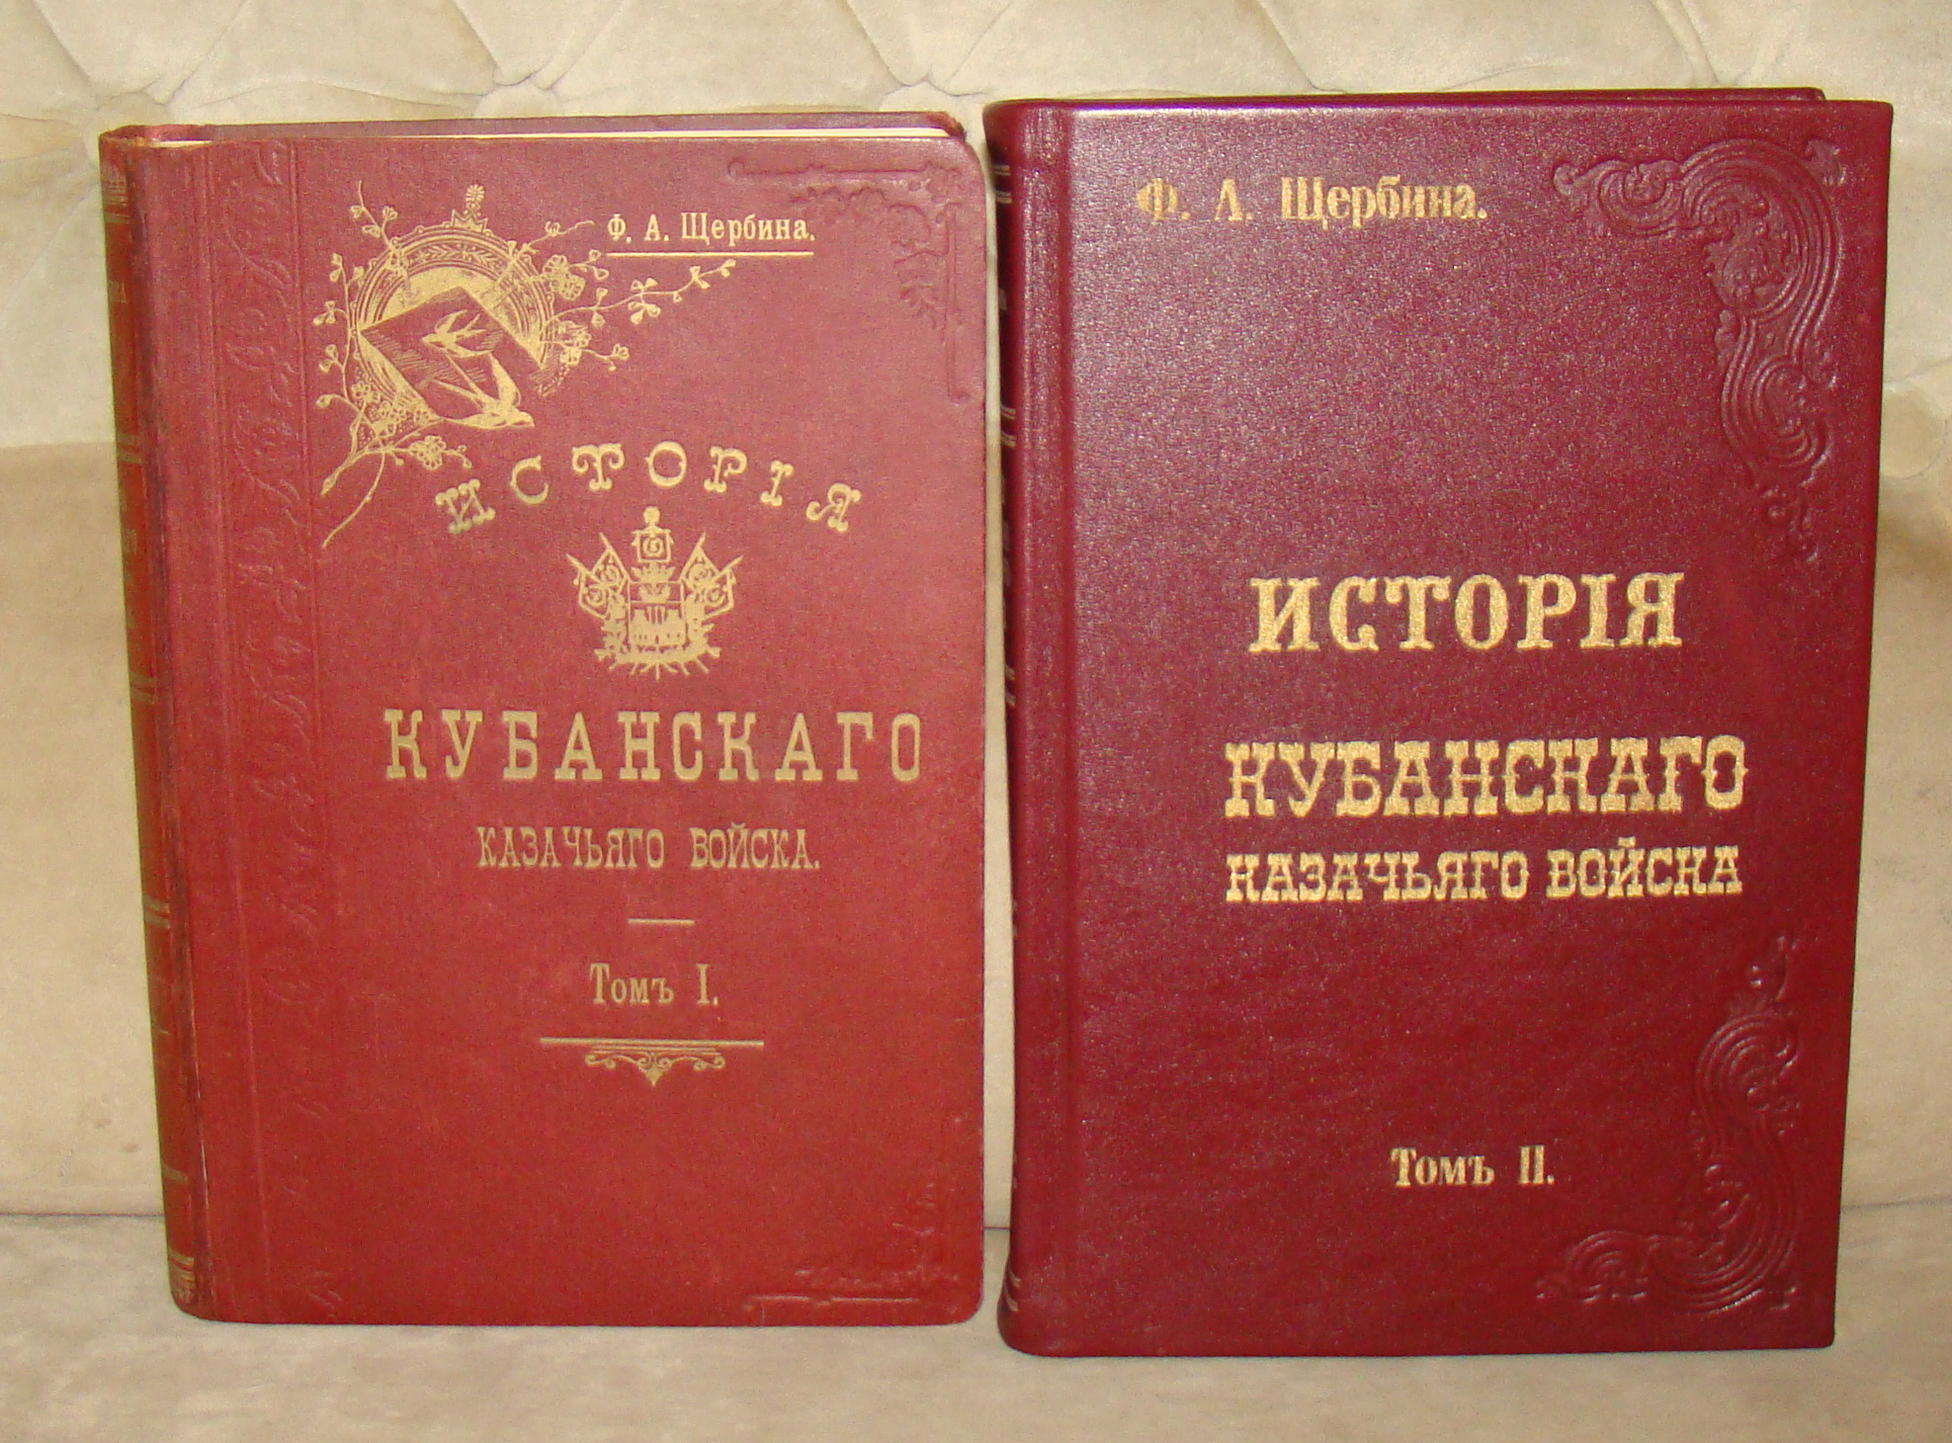 Ф. А. Щербина.
ИСТОРІЯ
КУБАНСКАГО
КАЗАЧЬЯГО ВОЙСКА.
Томъ I.
Ф. А. Щербина.
ИСТОРІЯ
КУБАНСКАГО
КАЗАЧЬЯГО ВОЙСКА
Томъ II.